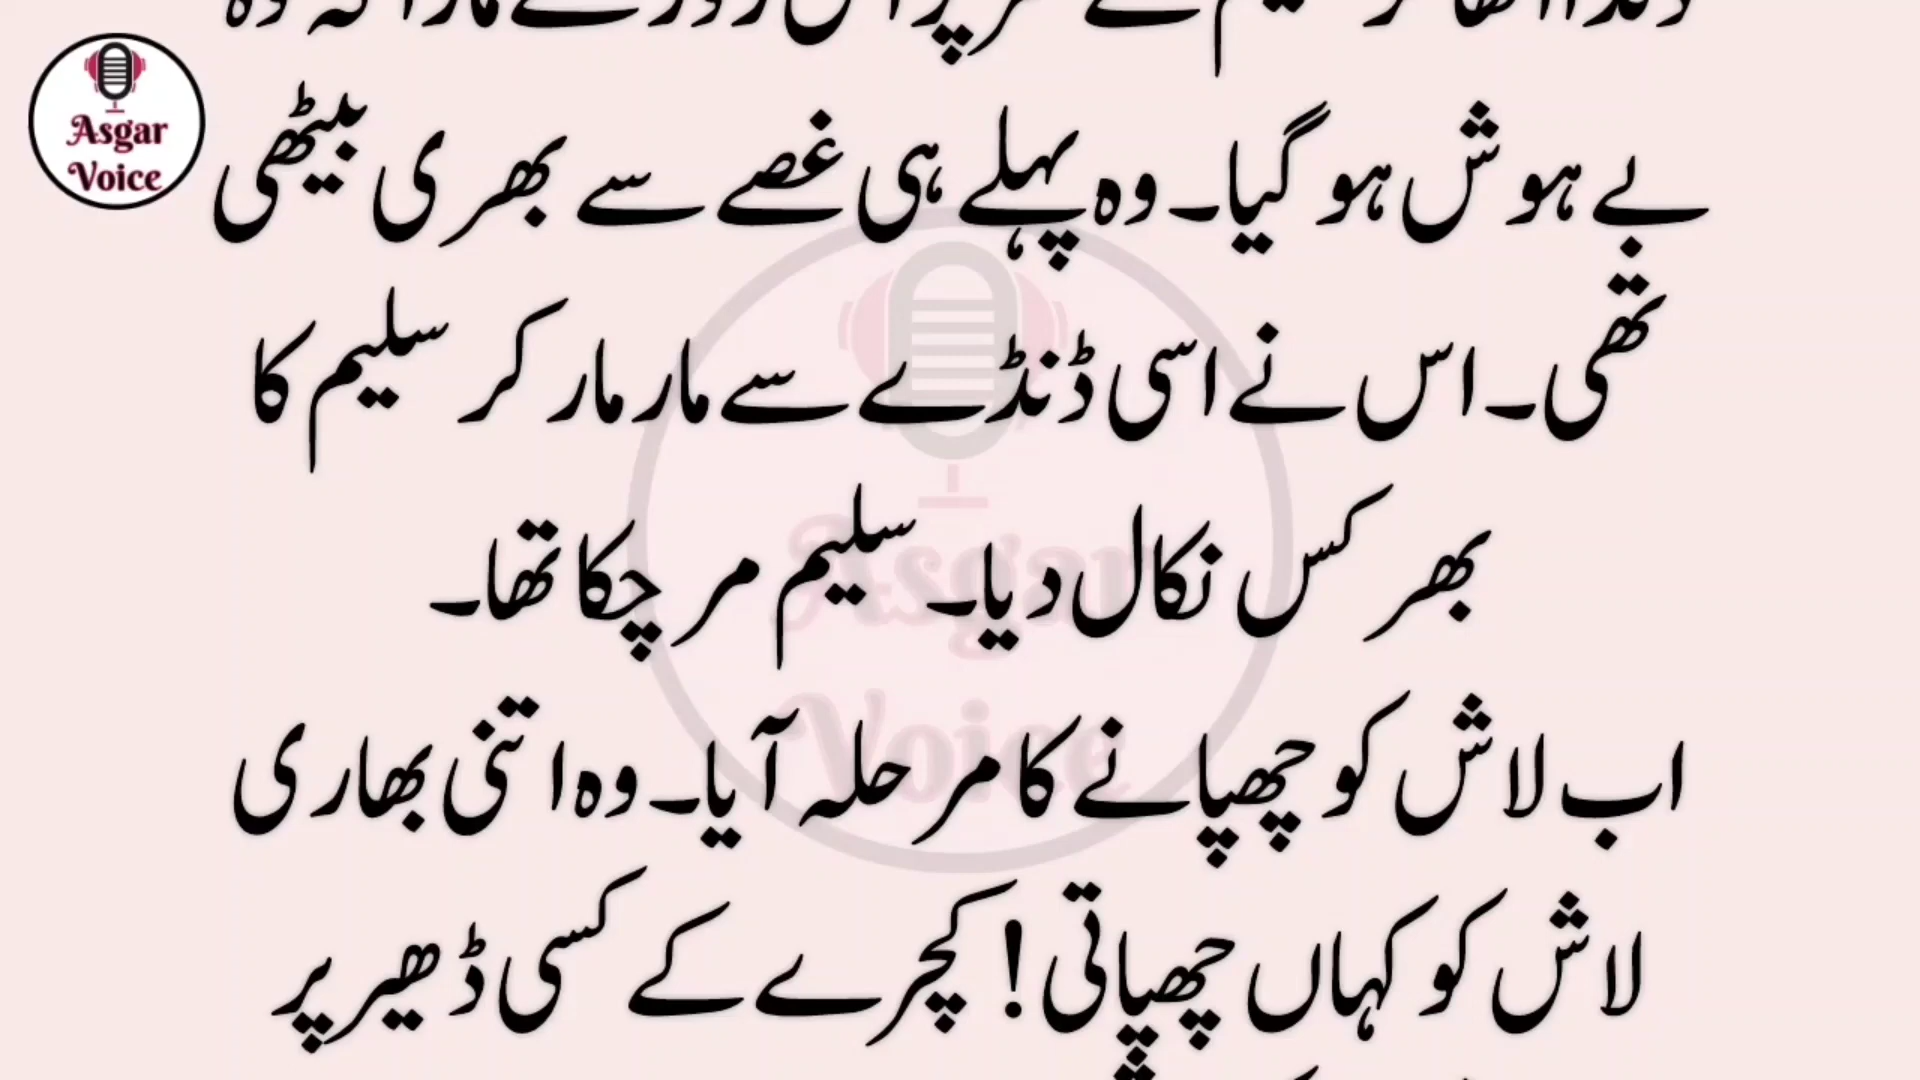 Asgar
Voice
بے ہوش ہو گیا۔ وہ پہلے ہی غصے سے بھری بیٹھی
تھی۔ اس نے اسی ڈنڈے سے مار مار کر سلیم کا
بھرکس نکال دیا۔ سلیم مر چکا تھا۔
اب لاش کو چھپانے کا مرحلہ آیا۔ وہ اتنی بھاری
لاش کو کہاں چھپاتی! کچرے کے کسی ڈھیر پر